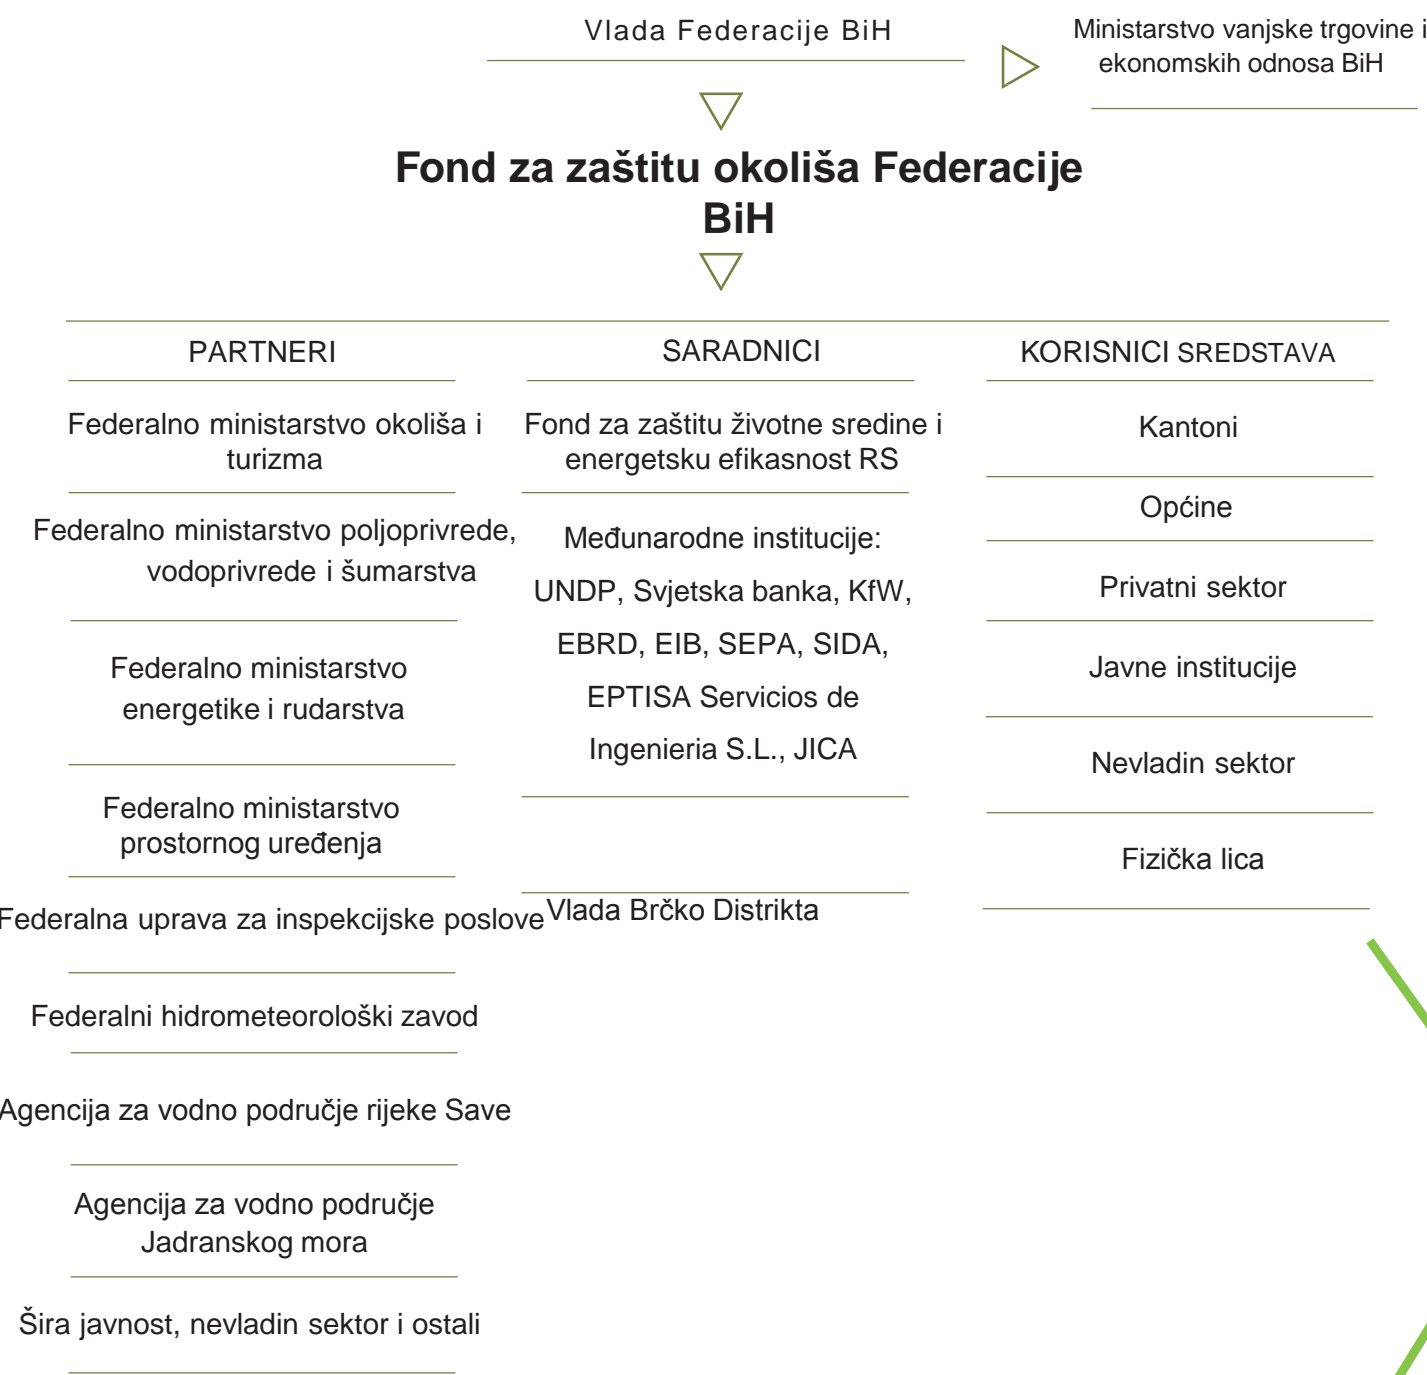 Vlada Federacije BiH
Ministarstvo vanjske trgovine i
ekonomskih odnosa BiH
Fond za zaštitu okoliša Federacije
BiH
PARTNERI
Federalno ministarstvo okoliša i
turizma
Federalno ministarstvo poljoprivrede,
vodoprivrede i šumarstva
Federalno ministarstvo
energetike i rudarstva
Federalno ministarstvo
prostornog uređenja
Federalna uprava za inspekcijske poslove
Federalni hidrometeorološki zavod
Agencija za vodno područje rijeke Save
Agencija za vodno područje
Jadranskog mora
Šira javnost, nevladin sektor i ostali
SARADNICI
Fond za zaštitu životne sredine i
energetsku efikasnost RS
Međunarodne institucije:
UNDP, Svjetska banka, KfW,
EBRD, EIB, SEPA, SIDA,
EPTISA Servicios de
Ingenieria S.L., JICA
Vlada Brčko Distrikta
KORISNICI SREDSTAVA
Kantoni
Općine
Privatni sektor
Javne institucije
Nevladin sektor
Fizička lica